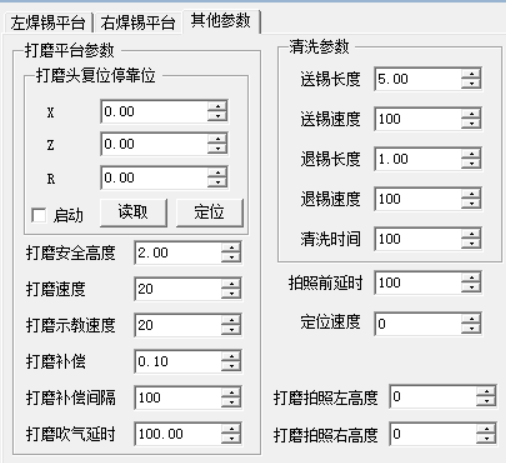 左焊锡平台 右焊锡平台 其他参数
打磨平台参数
打磨头复位停靠位
X 0.00
Z 0.00
R 0.00
启动 读取 定位
打磨安全高度 2.00
打磨速度 20
打磨示教速度 20
打磨补偿 0.10
打磨补偿间隔 100
打磨吹气延时 100.00
清洗参数
送锡长度 5.00
送锡速度 100
退锡长度 1.00
退锡速度 100
清洗时间 100
拍照前延时 100
定位速度 0
打磨拍照左高度 0
打磨拍照右高度 0